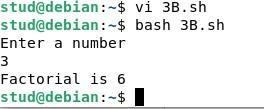 stud@debian:~$ vi 3B.sh
stud@debian:~$ bash 3B.sh
Enter a number
3
Factorial is 6
stud@debian:~$